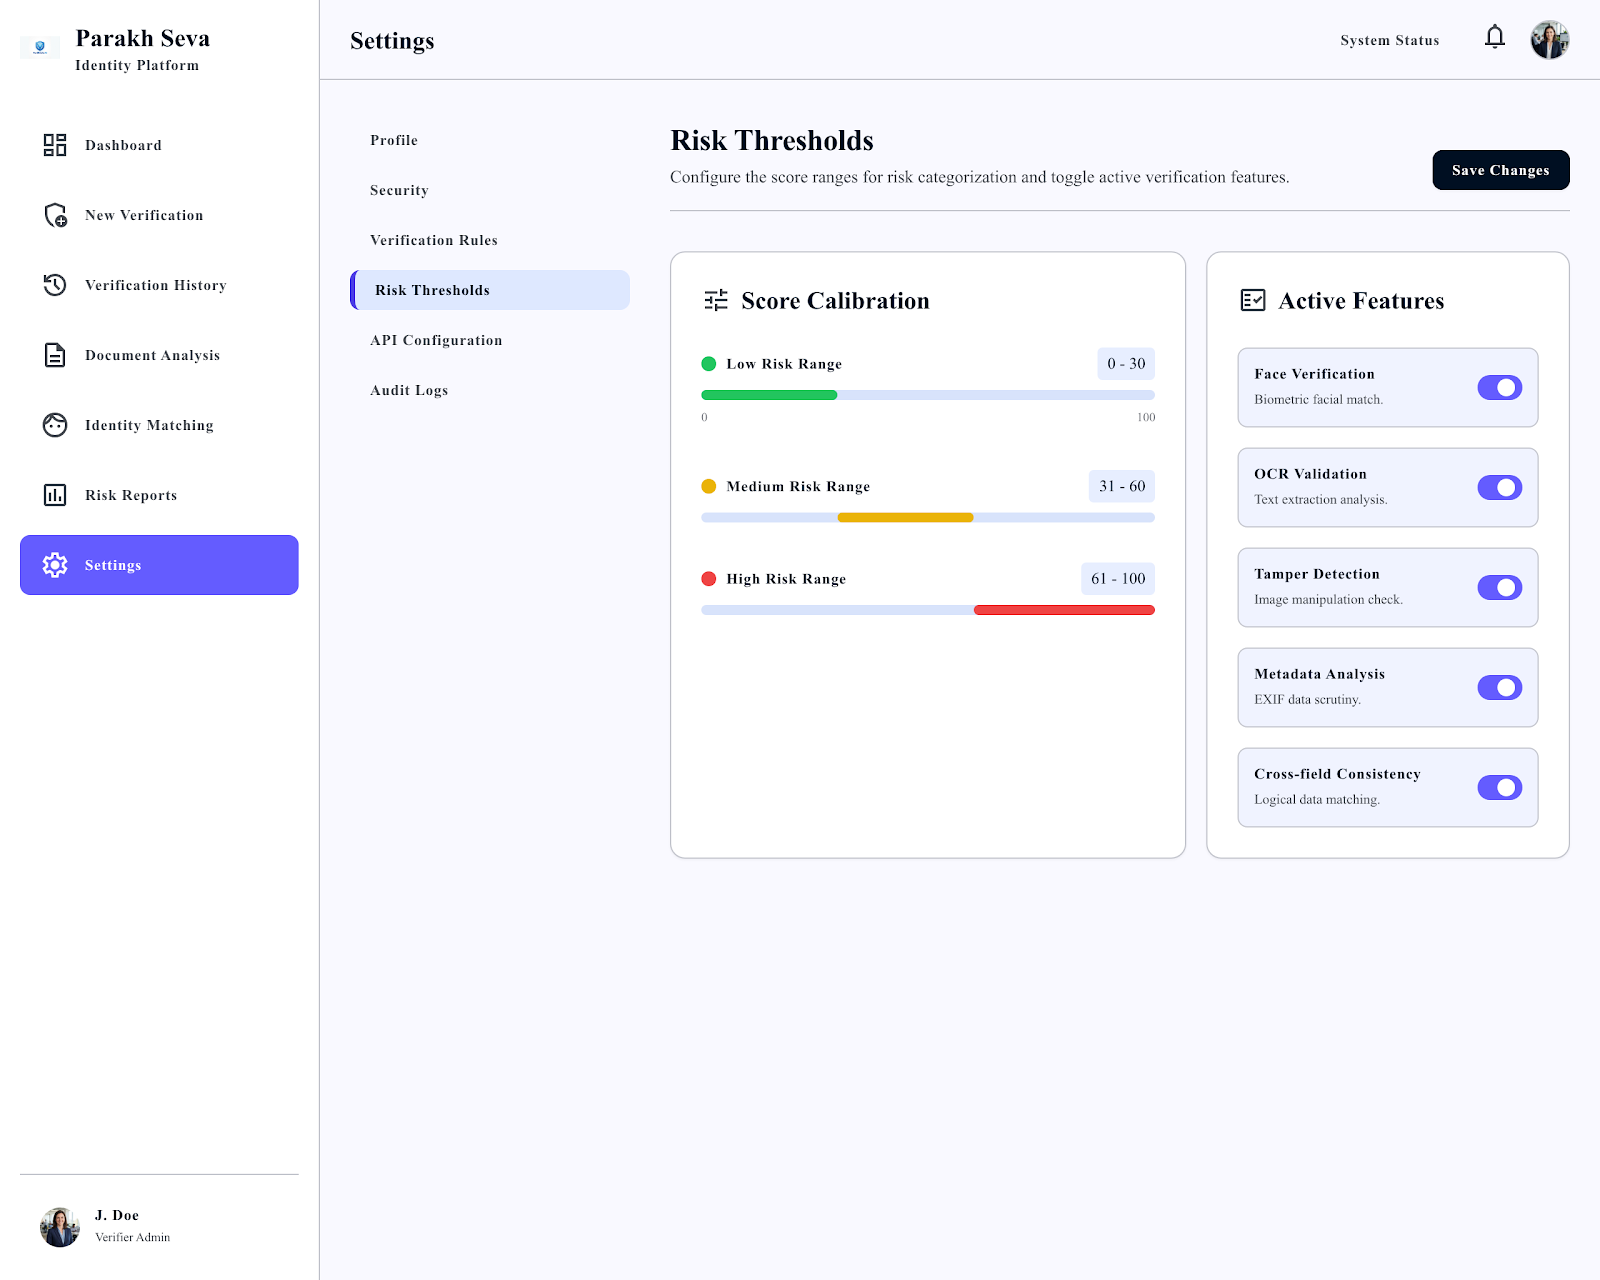 Parakh Seva
Identity Platform
Dashboard
New Verification
Verification History
Document Analysis
Identity Matching
Risk Reports
Settings
J. Doe
Verifier Admin
Settings
System Status
Profile
Security
Verification Rules
Risk Thresholds
API Configuration
Audit Logs
Risk Thresholds
Configure the score ranges for risk categorization and toggle active verification features.
Save Changes
Score Calibration
Low Risk Range
0 - 30
0
100
Medium Risk Range
31 - 60
High Risk Range
61 - 100
Active Features
Face Verification
Biometric facial match.
OCR Validation
Text extraction analysis.
Tamper Detection
Image manipulation check.
Metadata Analysis
EXIF data scrutiny.
Cross-field Consistency
Logical data matching.